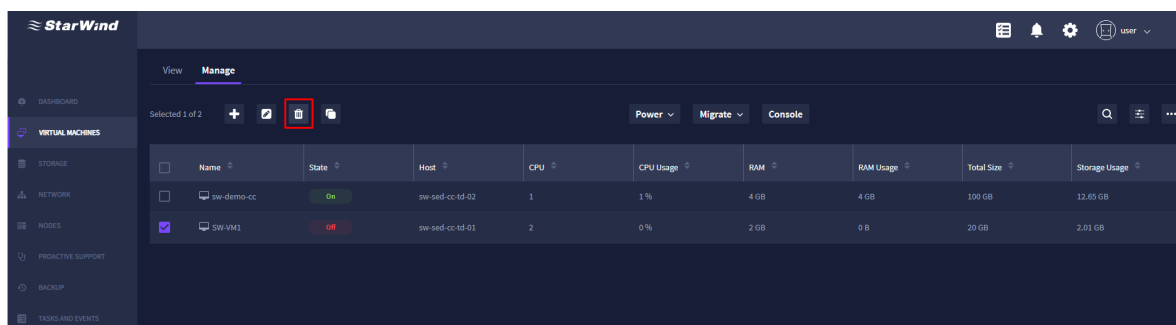 StarWind
user
View Manage
DASHBOARD
Selected 1 of 2 Power Migrate Console
VIRTUAL MACHINES
STORAGE
Name State Host CPU CPU Usage RAM RAM Usage Total Size Storage Usage
NETWORK
sw-demo-cc On sw-sed-cc-td-02 1 1 % 4 GB 4 GB 100 GB 12.65 GB
NODES
SW-VM1 Off sw-sed-cc-td-01 2 0 % 2 GB 0 B 20 GB 2.01 GB
PROACTIVE SUPPORT
BACKUP
TASKS AND EVENTS